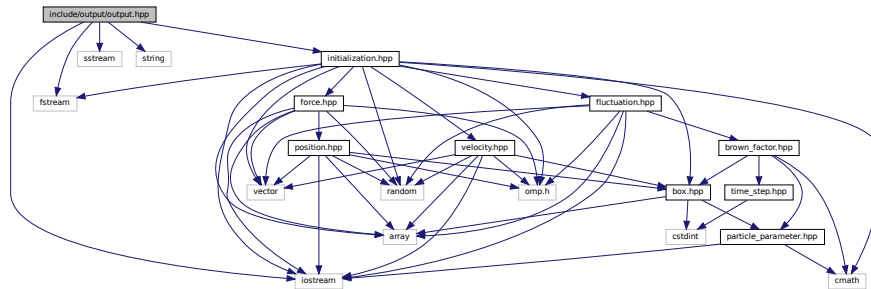 include/output/output.hpp
sstream
string
initialization.hpp
fstream
force.hpp
fluctuation.hpp
position.hpp
velocity.hpp
brown_factor.hpp
vector
random
omp.h
box.hpp
time_step.hpp
array
cstdint
particle_parameter.hpp
iostream
cmath